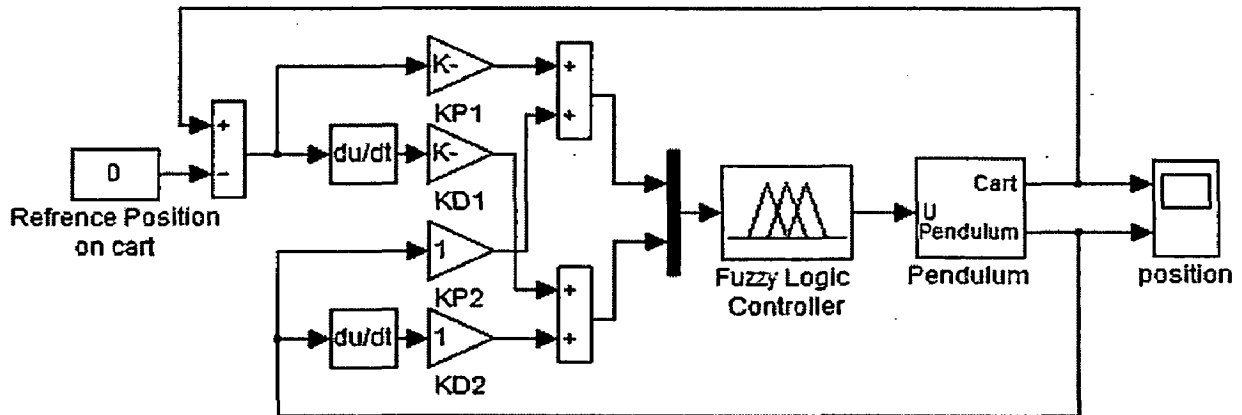 K-
+
KP1
+
+
-
0
du/dt
K-
KD1
Refrence Position
on cart
1
KP2
+
du/dt
1
+
KD2
Fuzzy Logic
Controller
Cart
U
Pendulum
Pendulum
position